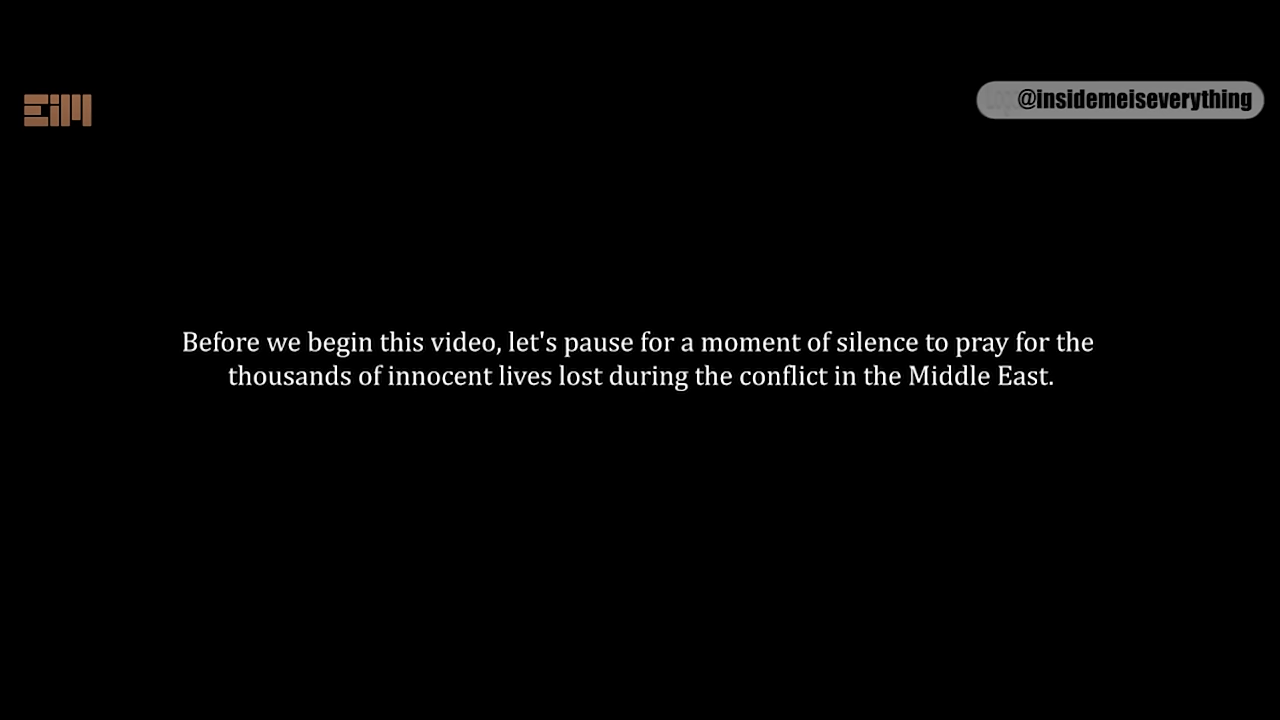 EiM
@insidemeiseverything
Before we begin this video, let's pause for a moment of silence to pray for the
thousands of innocent lives lost during the conflict in the Middle East.